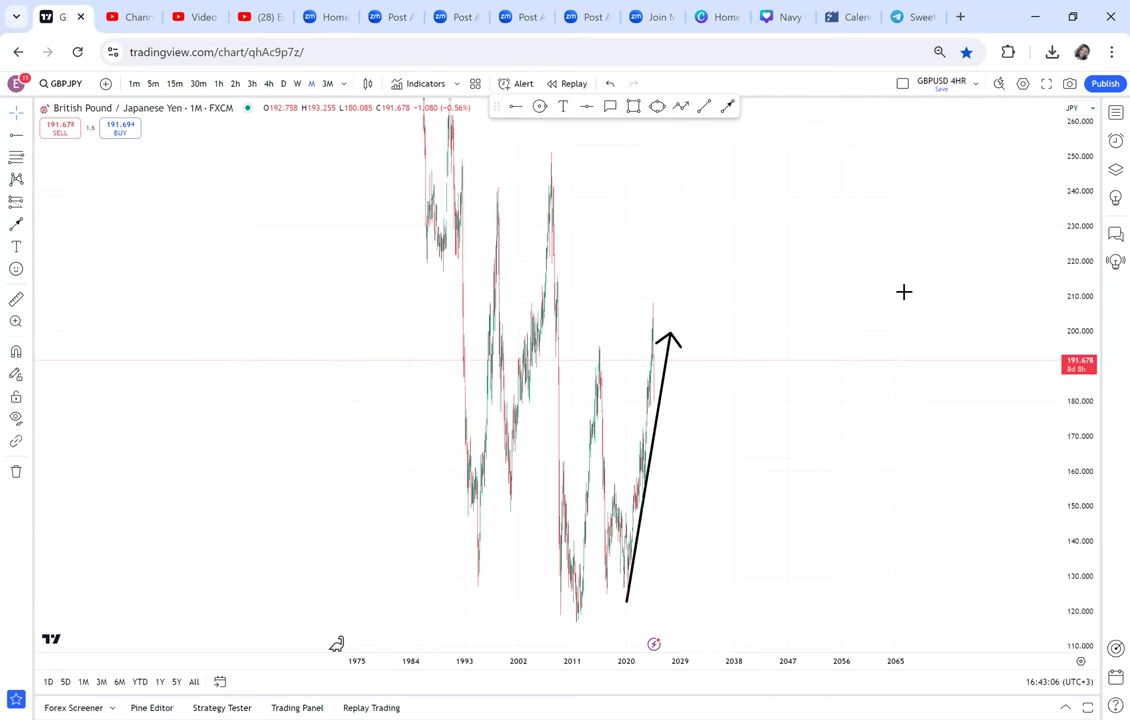 G
Chann
Video
(28) E
Home
Post A
Post A
Post A
Post A
Join M
Home
Navy
Calen
Sweet
tradingview.com/chart/qhAc9p7z/
E
11
GBPJPY
1m 5m 15m 30m 1h 2h 3h 4h D W M 3M
Indicators
Alert
Replay
GBPUSD 4HR
Save
Publish
British Pound / Japanese Yen · 1M · FXCM
O192.758 H193.255 L180.085 C191.678 −1.080 (−0.56%)
JPY
191.678
SELL
1.6
191.694
BUY
260.000
250.000
240.000
230.000
220.000
210.000
200.000
191.678
8d 8h
180.000
170.000
160.000
150.000
140.000
130.000
120.000
110.000
1975 1984 1993 2002 2011 2020 2029 2038 2047 2056 2065
1D 5D 1M 3M 6M YTD 1Y 5Y All
16:43:06 (UTC+3)
Forex Screener Pine Editor Strategy Tester Trading Panel Replay Trading